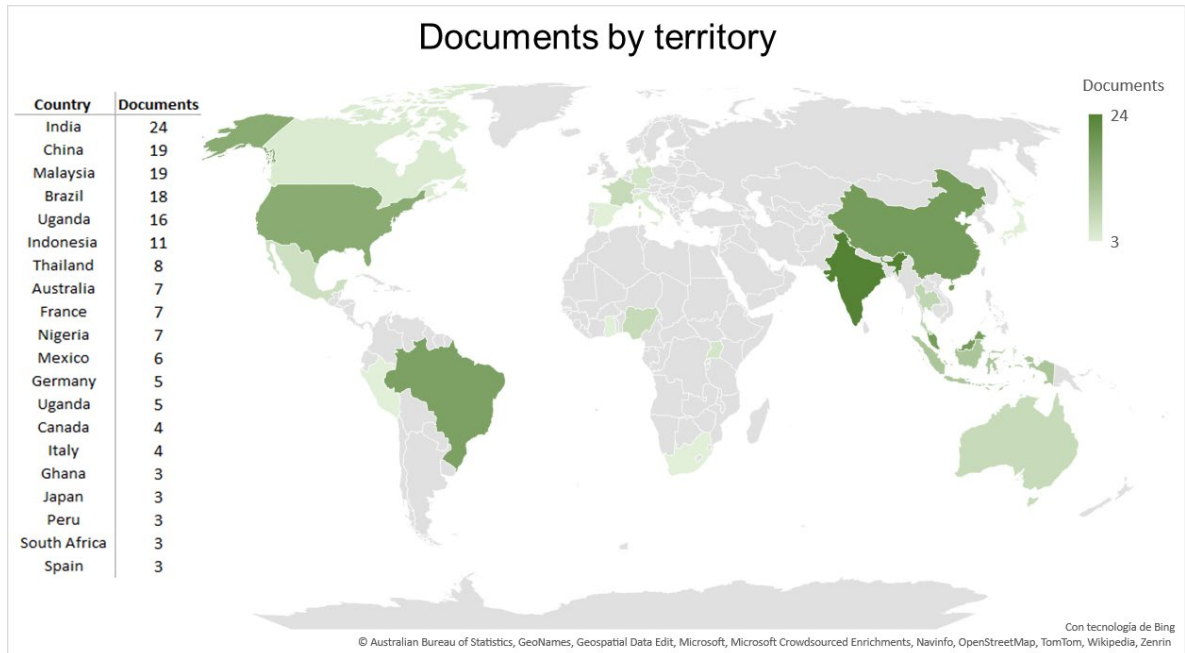 Documents by territory
Country Documents
India 24
China 19
Malaysia 19
Brazil 18
Uganda 16
Indonesia 11
Thailand 8
Australia 7
France 7
Nigeria 7
Mexico 6
Germany 5
Uganda 5
Canada 4
Italy 4
Ghana 3
Japan 3
Peru 3
South Africa 3
Spain 3
Documents
24
3
Con tecnología de Bing
© Australian Bureau of Statistics, GeoNames, Geospatial Data Edit, Microsoft, Microsoft Crowdsourced Enrichments, Navinfo, OpenStreetMap, TomTom, Wikipedia, Zenrin